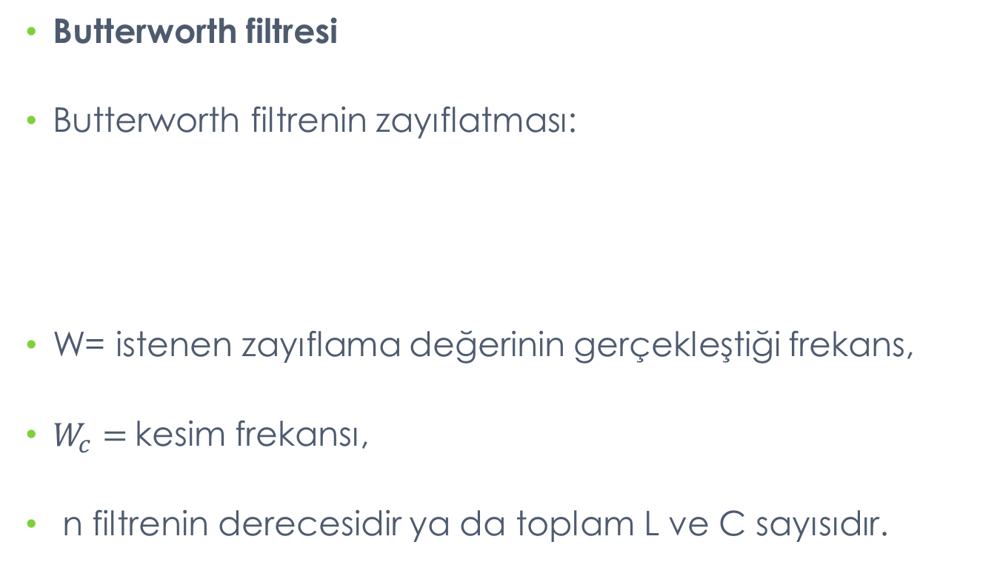 • Butterworth filtresi
• Butterworth filtrenin zayıflatması:
• W= istenen zayıflama değerinin gerçekleştiği frekans,
• 𝑊𝑐 = kesim frekansı,
• n filtrenin derecesidir ya da toplam L ve C sayısıdır.